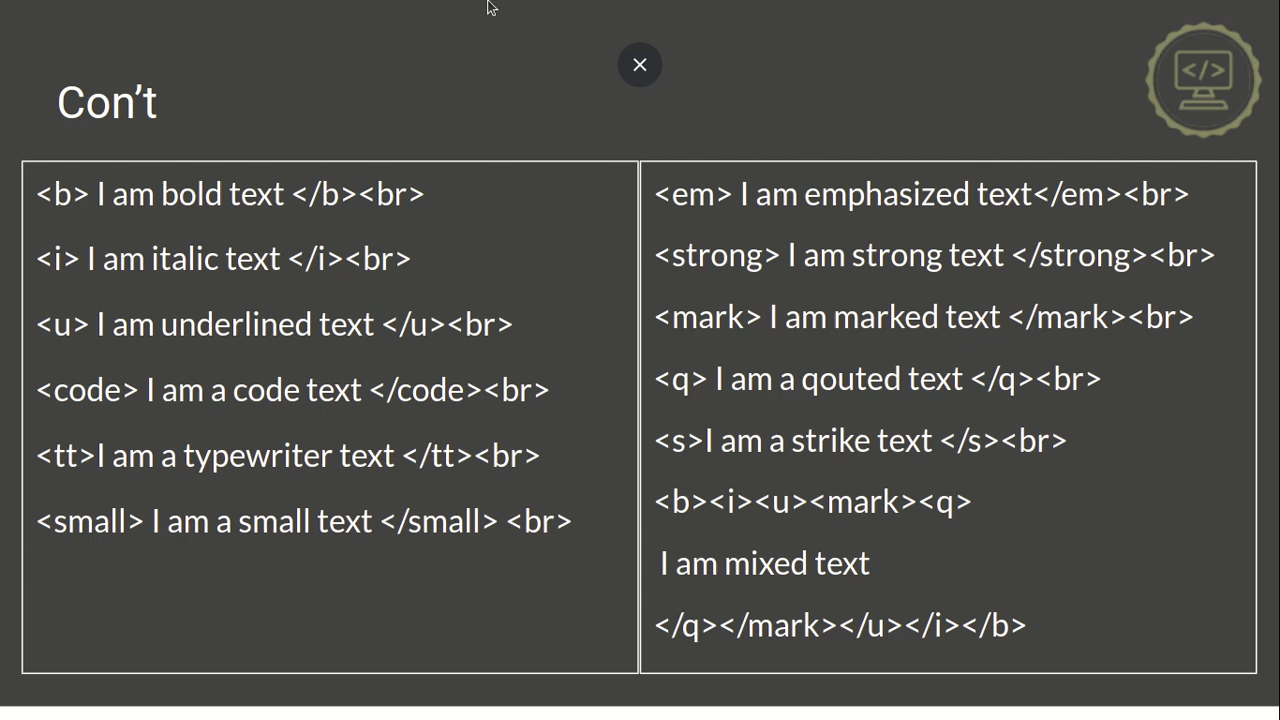 </>
Con’t
<b> I am bold text </b><br>
<i> I am italic text </i><br>
<u> I am underlined text </u><br>
<code> I am a code text </code><br>
<tt>I am a typewriter text </tt><br>
<small> I am a small text </small> <br>
<em> I am emphasized text</em><br>
<strong> I am strong text </strong><br>
<mark> I am marked text </mark><br>
<q> I am a qouted text </q><br>
<s>I am a strike text </s><br>
<b><i><u><mark><q>
I am mixed text
</q></mark></u></i></b>